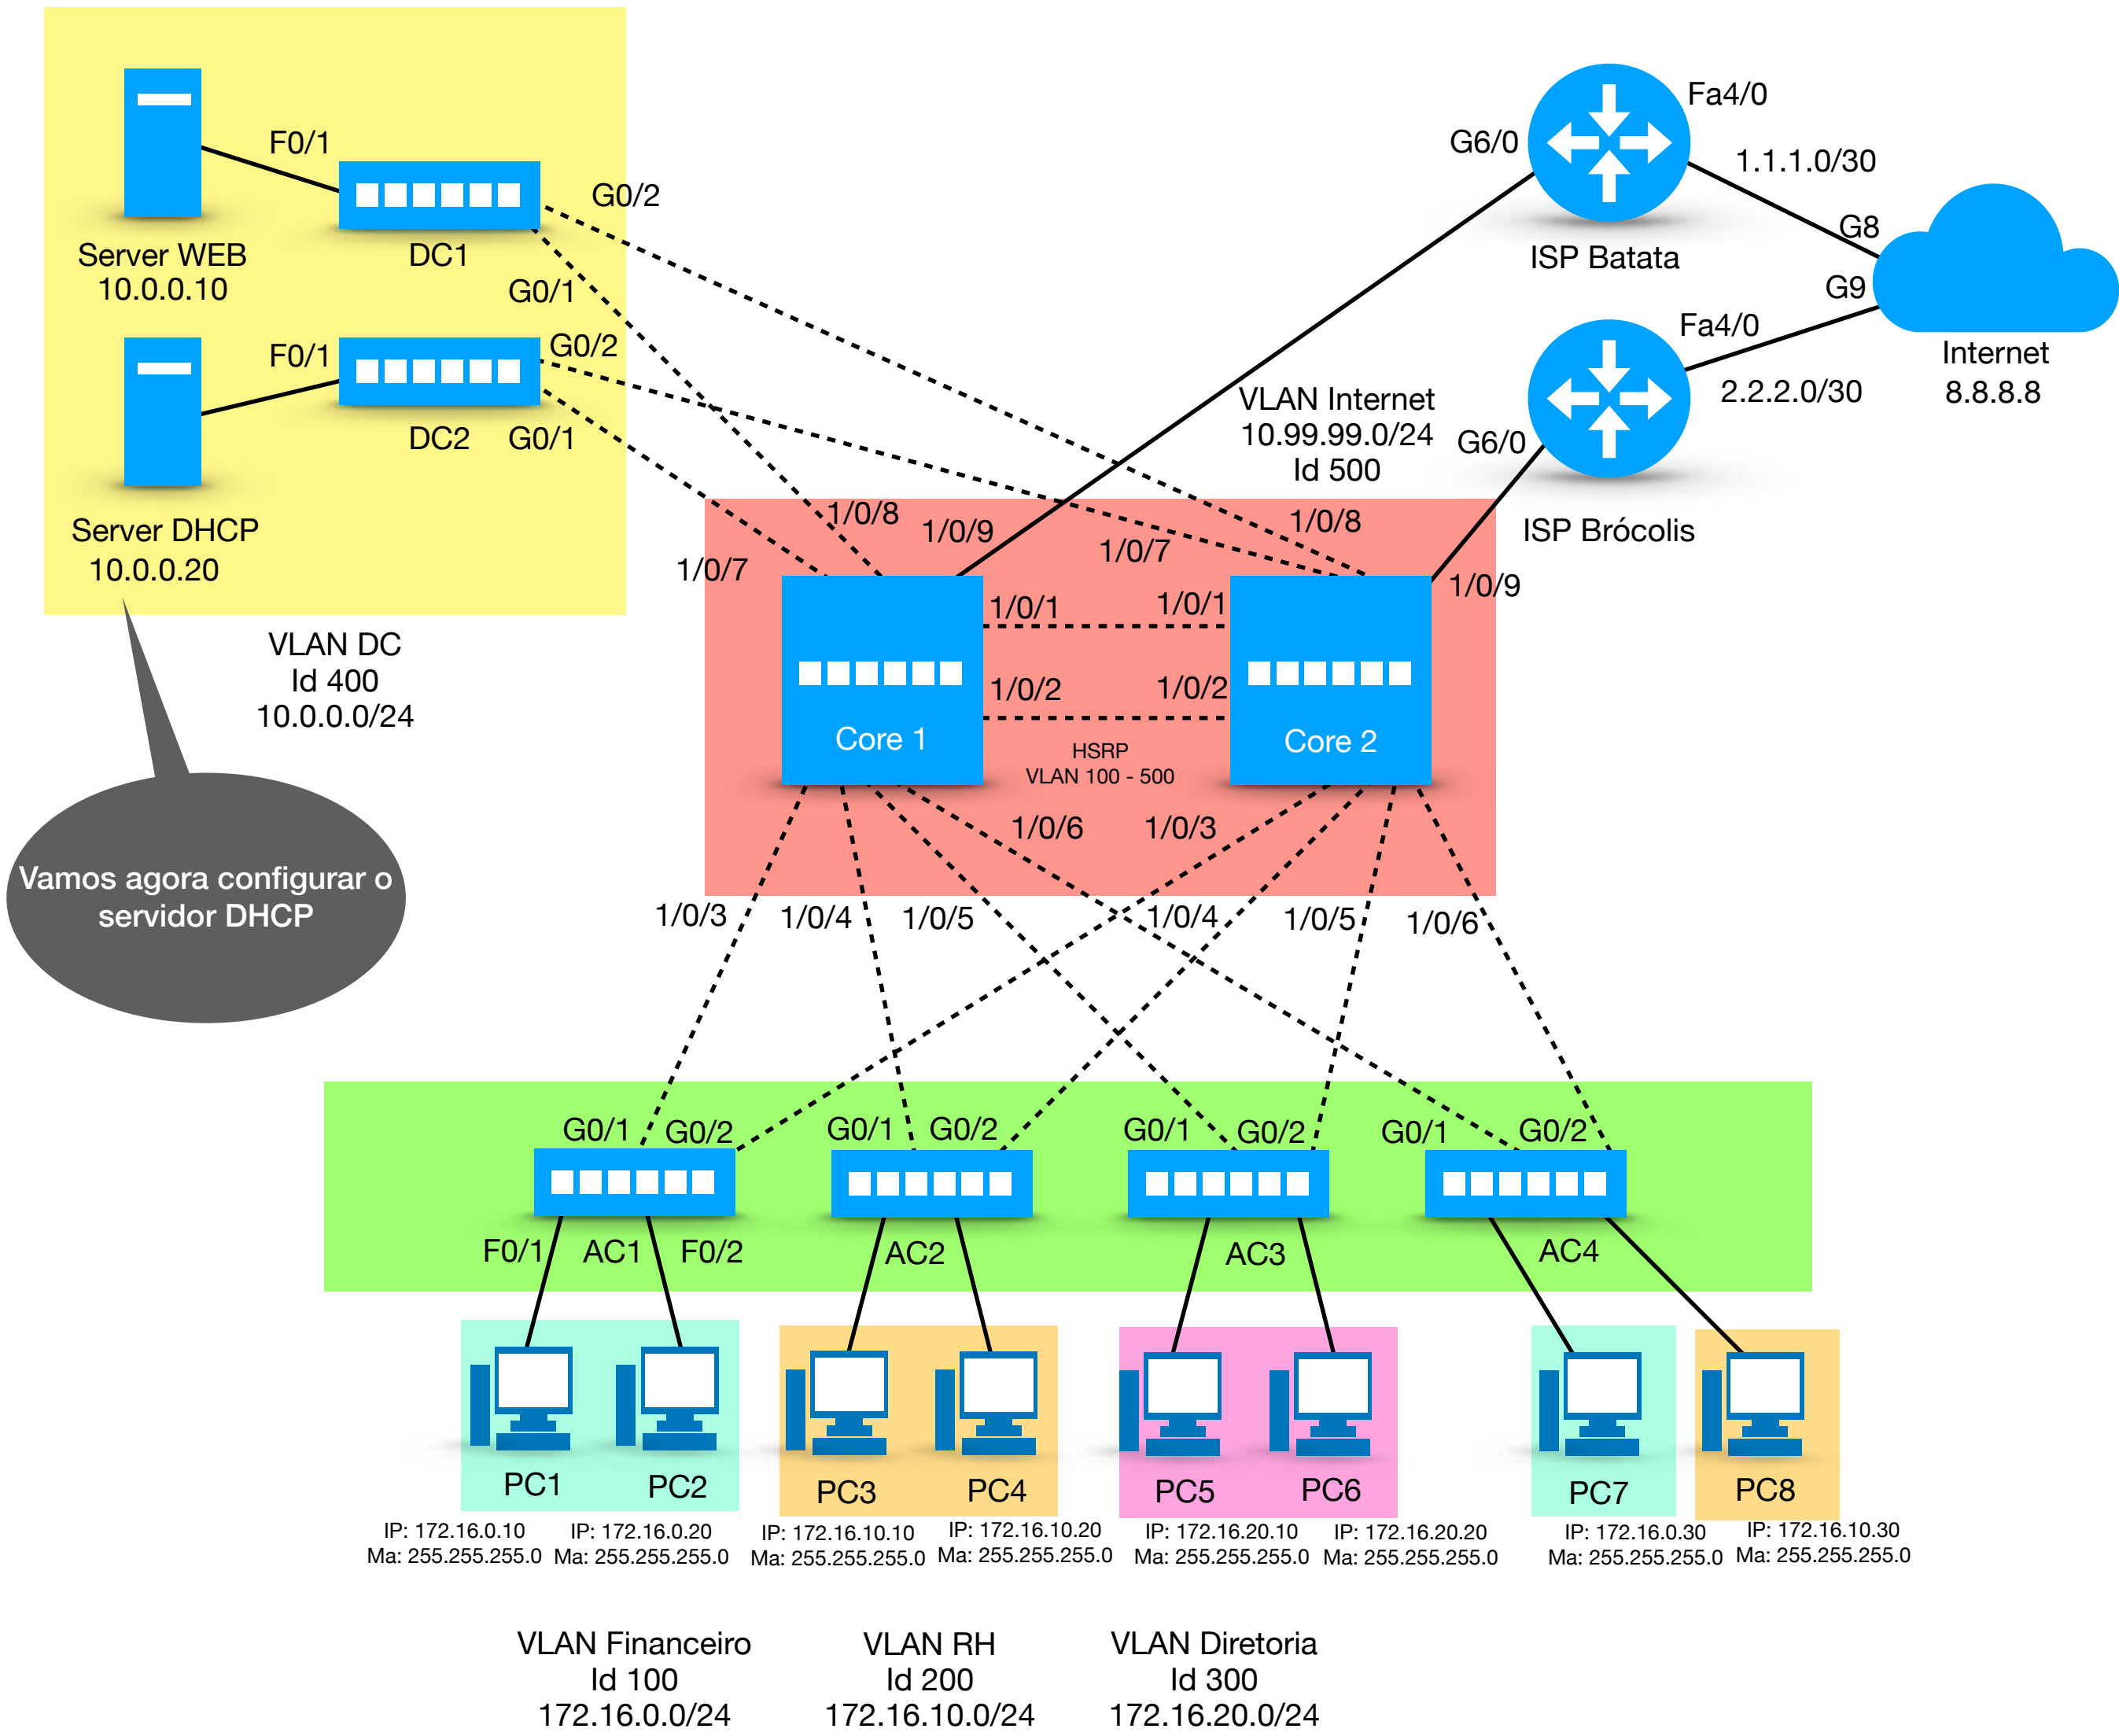 F0/1
G0/2
Server WEB
10.0.0.10
DC1
G0/1
F0/1
G0/2
DC2
G0/1
Server DHCP
10.0.0.20
VLAN DC
Id 400
10.0.0.0/24
Vamos agora configurar o
servidor DHCP
Fa4/0
G6/0
1.1.1.0/30
G8
ISP Batata
G9
Fa4/0
Internet
8.8.8.8
2.2.2.0/30
VLAN Internet
10.99.99.0/24
Id 500
G6/0
ISP Brócolis
1/0/8
1/0/9
1/0/8
1/0/7
1/0/7
1/0/9
1/0/1
1/0/1
1/0/2
1/0/2
Core 1
Core 2
HSRP
VLAN 100 - 500
1/0/6
1/0/3
1/0/3
1/0/4
1/0/5
1/0/4
1/0/5
1/0/6
G0/1
G0/2
G0/1
G0/2
G0/1
G0/2
G0/1
G0/2
F0/1
AC1
F0/2
AC2
AC3
AC4
PC1
PC2
PC3
PC4
PC5
PC6
PC7
PC8
IP: 172.16.0.10
Ma: 255.255.255.0
IP: 172.16.0.20
Ma: 255.255.255.0
IP: 172.16.10.10
Ma: 255.255.255.0
IP: 172.16.10.20
Ma: 255.255.255.0
IP: 172.16.20.10
Ma: 255.255.255.0
IP: 172.16.20.20
Ma: 255.255.255.0
IP: 172.16.0.30
Ma: 255.255.255.0
IP: 172.16.10.30
Ma: 255.255.255.0
VLAN Financeiro
Id 100
172.16.0.0/24
VLAN RH
Id 200
172.16.10.0/24
VLAN Diretoria
Id 300
172.16.20.0/24